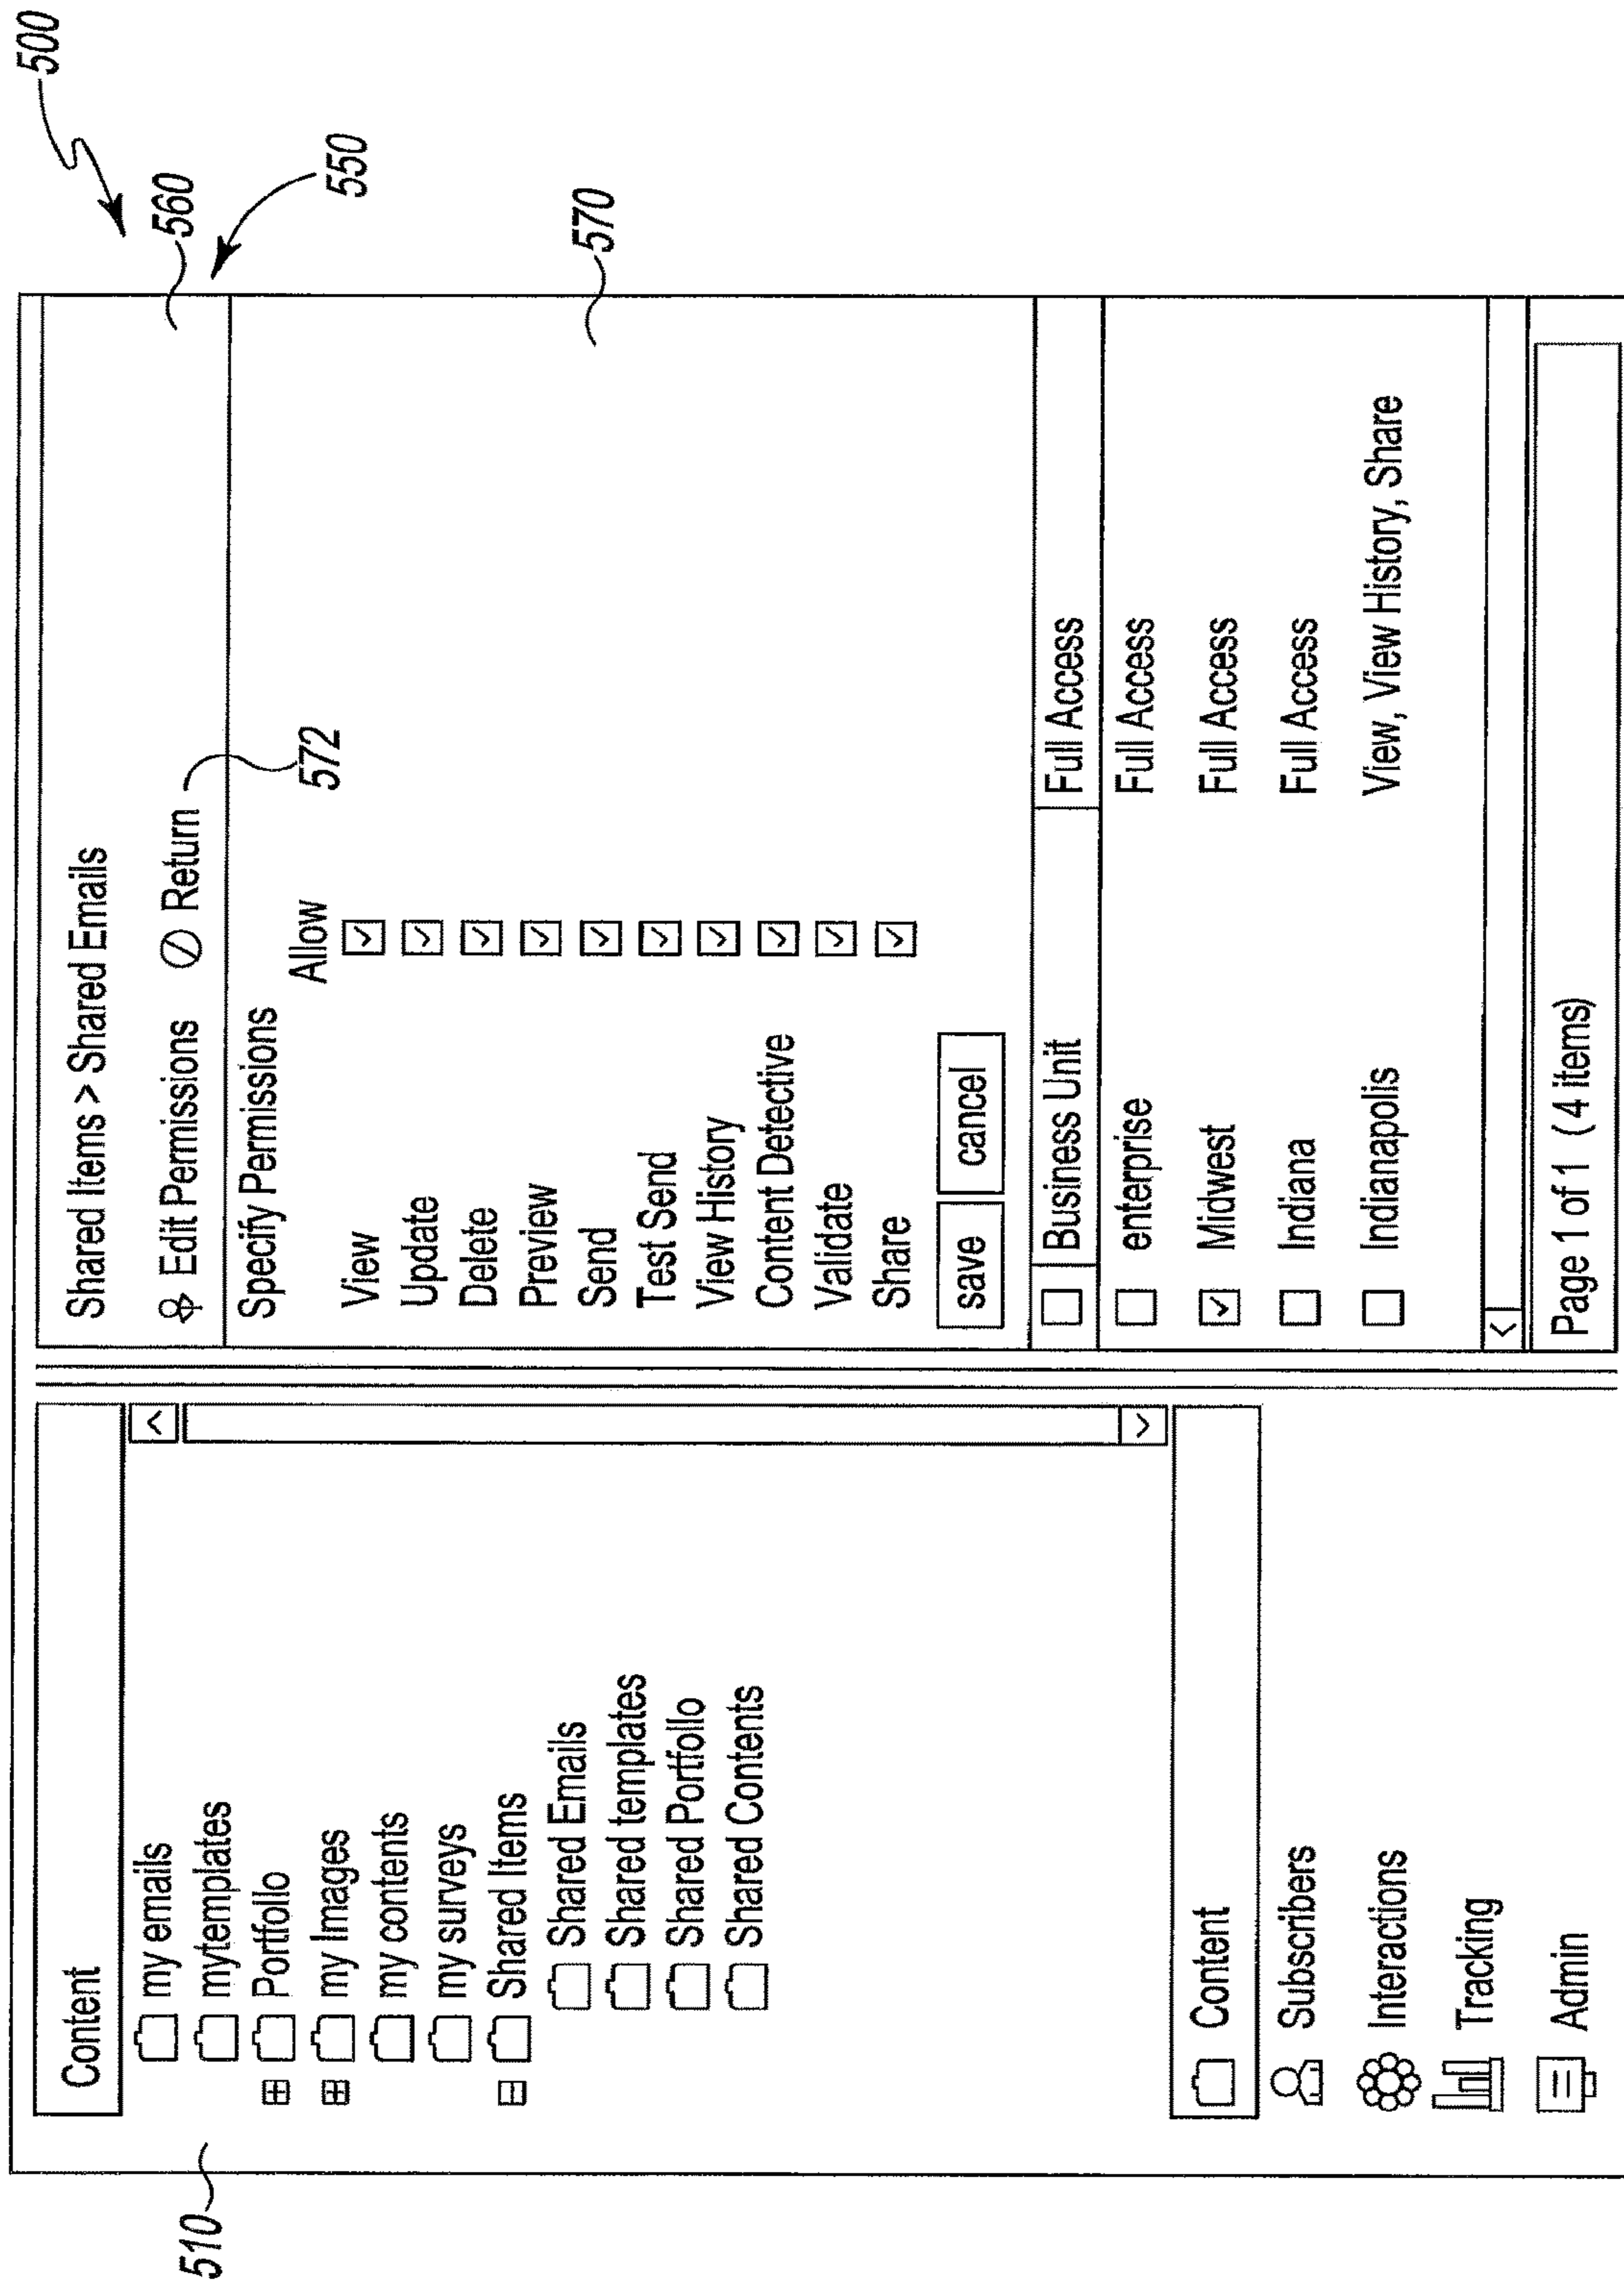 500
510
Content
my emails
mytemplates
Portfollo
my Images
my contents
my surveys
Shared Items
Shared Emails
Shared templates
Shared Portfollo
Shared Contents
Content
Subscribers
Interactions
Tracking
Admin
Shared Items > Shared Emails
560
Edit Permissions Return
550
572
Specify Permissions
Allow
View
Update
Delete
Preview
Send
Test Send
View History
Content Detective
Validate
Share
570
save cancel
Business Unit Full Access
enterprise Full Access
Midwest Full Access
Indiana Full Access
Indianapolis View, View History, Share
Page 1 of 1 (4 items)